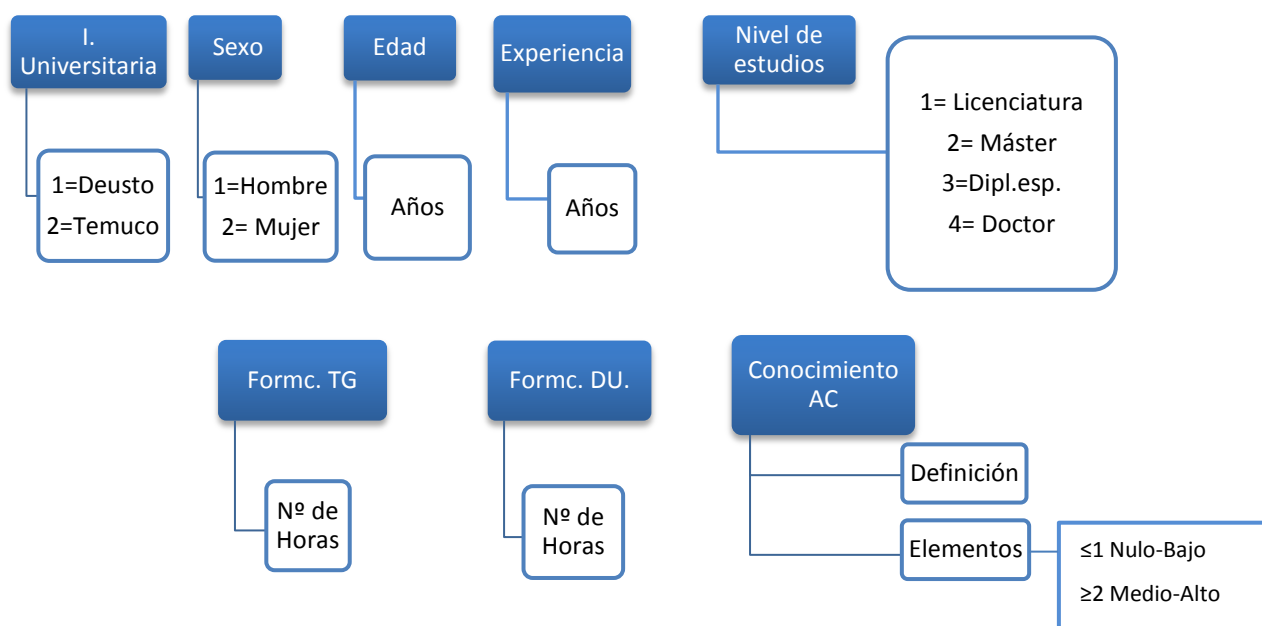 I.
Universitaria
Sexo
Edad
Experiencia
Nivel de
estudios
1=Deusto
2=Temuco
1=Hombre
2= Mujer
Años
Años
1= Licenciatura
2= Máster
3=Dipl.esp.
4= Doctor
Formc. TG
Formc. DU.
Conocimiento
AC
Nº de
Horas
Nº de
Horas
Definición
Elementos
≤1 Nulo-Bajo
≥2 Medio-Alto